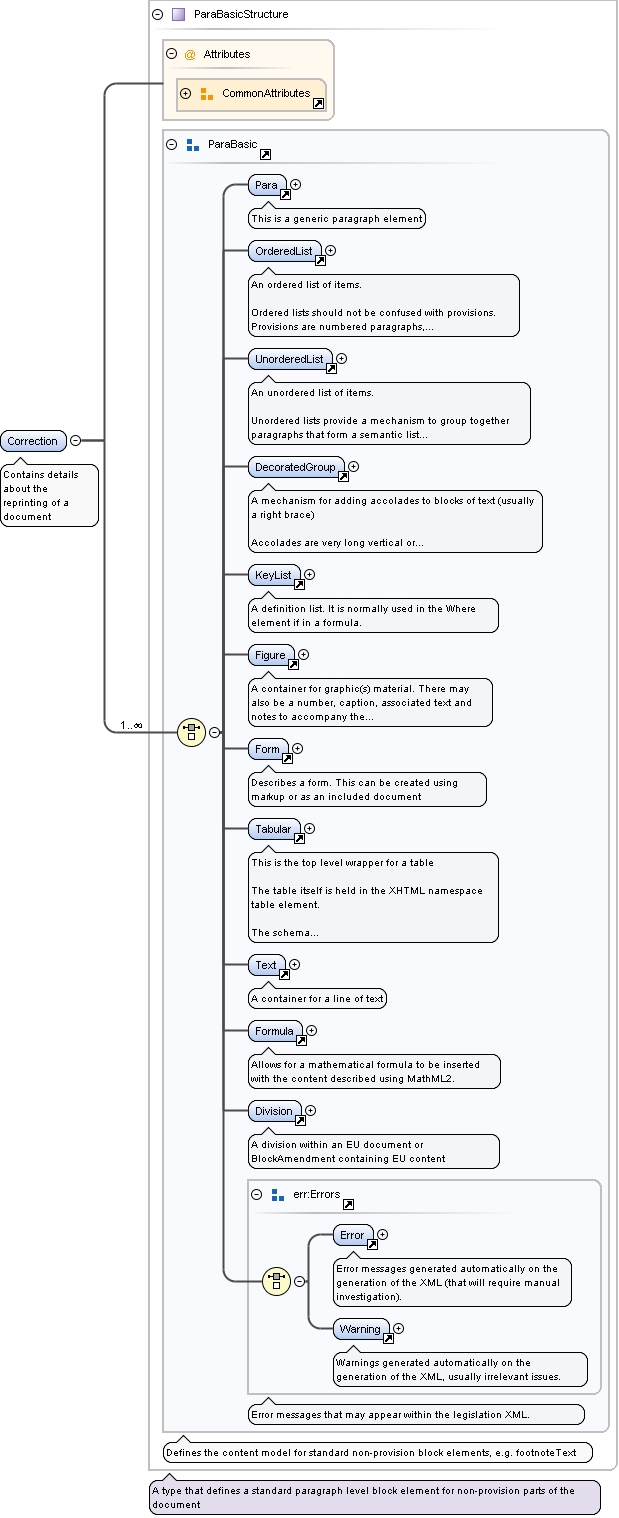 ParaBasicStructure
@ Attributes
CommonAttributes
ParaBasic
Para
This is a generic paragraph element
OrderedList
An ordered list of items.
Ordered lists should not be confused with provisions.
Provisions are numbered paragraphs,...
UnorderedList
An unordered list of items.
Unordered lists provide a mechanism to group together
paragraphs that form a semantic list...
Correction
Contains details
about the
reprinting of a
document
DecoratedGroup
A mechanism for adding accolades to blocks of text (usually
a right brace)
Accolades are very long vertical or...
KeyList
A definition list. It is normally used in the Where
element if in a formula.
Figure
A container for graphic(s) material. There may
also be a number, caption, associated text and
notes to accompany the...
1..∞
Form
Describes a form. This can be created using
markup or as an included document
Tabular
This is the top level wrapper for a table
The table itself is held in the XHTML namespace
table element.
The schema...
Text
A container for a line of text
Formula
Allows for a mathematical formula to be inserted
with the content described using MathML2.
Division
A division within an EU document or
BlockAmendment containing EU content
err:Errors
Error
Error messages generated automatically on the
generation of the XML (that will require manual
investigation).
Warning
Warnings generated automatically on the
generation of the XML, usually irrelevant issues.
Error messages that may appear within the legislation XML.
Defines the content model for standard non-provision block elements, e.g. footnoteText
A type that defines a standard paragraph level block element for non-provision parts of the
document